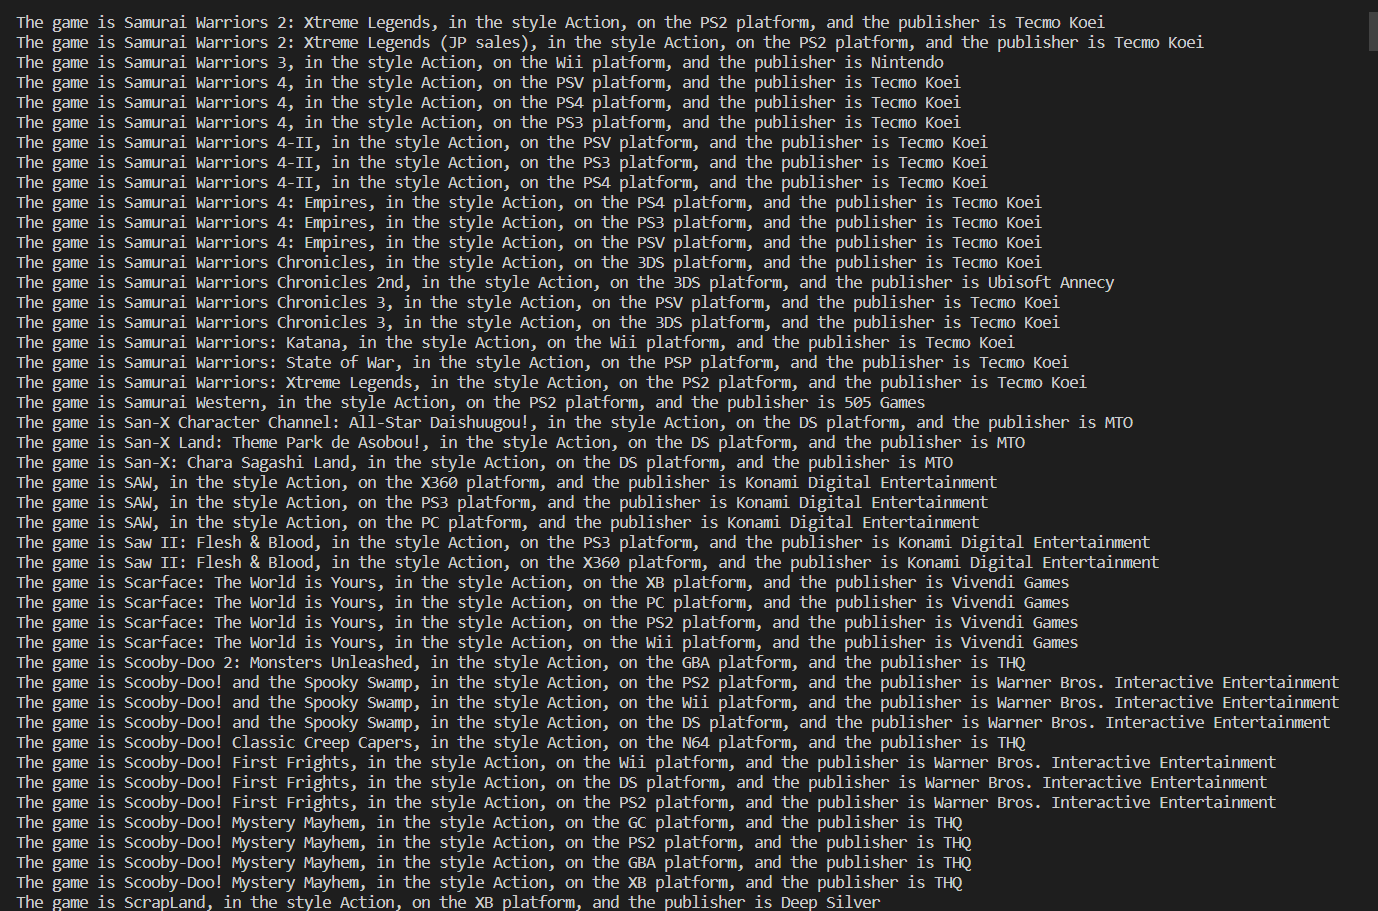 The game is Samurai Warriors 2: Xtreme Legends, in the style Action, on the PS2 platform, and the publisher is Tecmo Koei
The game is Samurai Warriors 2: Xtreme Legends (JP sales), in the style Action, on the PS2 platform, and the publisher is Tecmo Koei
The game is Samurai Warriors 3, in the style Action, on the Wii platform, and the publisher is Nintendo
The game is Samurai Warriors 4, in the style Action, on the PSV platform, and the publisher is Tecmo Koei
The game is Samurai Warriors 4, in the style Action, on the PS4 platform, and the publisher is Tecmo Koei
The game is Samurai Warriors 4, in the style Action, on the PS3 platform, and the publisher is Tecmo Koei
The game is Samurai Warriors 4-II, in the style Action, on the PSV platform, and the publisher is Tecmo Koei
The game is Samurai Warriors 4-II, in the style Action, on the PS3 platform, and the publisher is Tecmo Koei
The game is Samurai Warriors 4-II, in the style Action, on the PS4 platform, and the publisher is Tecmo Koei
The game is Samurai Warriors 4: Empires, in the style Action, on the PS4 platform, and the publisher is Tecmo Koei
The game is Samurai Warriors 4: Empires, in the style Action, on the PS3 platform, and the publisher is Tecmo Koei
The game is Samurai Warriors 4: Empires, in the style Action, on the PSV platform, and the publisher is Tecmo Koei
The game is Samurai Warriors Chronicles, in the style Action, on the 3DS platform, and the publisher is Tecmo Koei
The game is Samurai Warriors Chronicles 2nd, in the style Action, on the 3DS platform, and the publisher is Ubisoft Annecy
The game is Samurai Warriors Chronicles 3, in the style Action, on the PSV platform, and the publisher is Tecmo Koei
The game is Samurai Warriors Chronicles 3, in the style Action, on the 3DS platform, and the publisher is Tecmo Koei
The game is Samurai Warriors: Katana, in the style Action, on the Wii platform, and the publisher is Tecmo Koei
The game is Samurai Warriors: State of War, in the style Action, on the PSP platform, and the publisher is Tecmo Koei
The game is Samurai Warriors: Xtreme Legends, in the style Action, on the PS2 platform, and the publisher is Tecmo Koei
The game is Samurai Western, in the style Action, on the PS2 platform, and the publisher is 505 Games
The game is San-X Character Channel: All-Star Daishuugou!, in the style Action, on the DS platform, and the publisher is MTO
The game is San-X Land: Theme Park de Asobou!, in the style Action, on the DS platform, and the publisher is MTO
The game is San-X: Chara Sagashi Land, in the style Action, on the DS platform, and the publisher is MTO
The game is SAW, in the style Action, on the X360 platform, and the publisher is Konami Digital Entertainment
The game is SAW, in the style Action, on the PS3 platform, and the publisher is Konami Digital Entertainment
The game is SAW, in the style Action, on the PC platform, and the publisher is Konami Digital Entertainment
The game is Saw II: Flesh & Blood, in the style Action, on the PS3 platform, and the publisher is Konami Digital Entertainment
The game is Saw II: Flesh & Blood, in the style Action, on the X360 platform, and the publisher is Konami Digital Entertainment
The game is Scarface: The World is Yours, in the style Action, on the XB platform, and the publisher is Vivendi Games
The game is Scarface: The World is Yours, in the style Action, on the PC platform, and the publisher is Vivendi Games
The game is Scarface: The World is Yours, in the style Action, on the PS2 platform, and the publisher is Vivendi Games
The game is Scarface: The World is Yours, in the style Action, on the Wii platform, and the publisher is Vivendi Games
The game is Scooby-Doo 2: Monsters Unleashed, in the style Action, on the GBA platform, and the publisher is THQ
The game is Scooby-Doo! and the Spooky Swamp, in the style Action, on the PS2 platform, and the publisher is Warner Bros. Interactive Entertainment
The game is Scooby-Doo! and the Spooky Swamp, in the style Action, on the Wii platform, and the publisher is Warner Bros. Interactive Entertainment
The game is Scooby-Doo! and the Spooky Swamp, in the style Action, on the DS platform, and the publisher is Warner Bros. Interactive Entertainment
The game is Scooby-Doo! Classic Creep Capers, in the style Action, on the N64 platform, and the publisher is THQ
The game is Scooby-Doo! First Frights, in the style Action, on the Wii platform, and the publisher is Warner Bros. Interactive Entertainment
The game is Scooby-Doo! First Frights, in the style Action, on the DS platform, and the publisher is Warner Bros. Interactive Entertainment
The game is Scooby-Doo! First Frights, in the style Action, on the PS2 platform, and the publisher is Warner Bros. Interactive Entertainment
The game is Scooby-Doo! Mystery Mayhem, in the style Action, on the GC platform, and the publisher is THQ
The game is Scooby-Doo! Mystery Mayhem, in the style Action, on the PS2 platform, and the publisher is THQ
The game is Scooby-Doo! Mystery Mayhem, in the style Action, on the GBA platform, and the publisher is THQ
The game is Scooby-Doo! Mystery Mayhem, in the style Action, on the XB platform, and the publisher is THQ
The game is ScrapLand, in the style Action, on the XB platform, and the publisher is Deep Silver